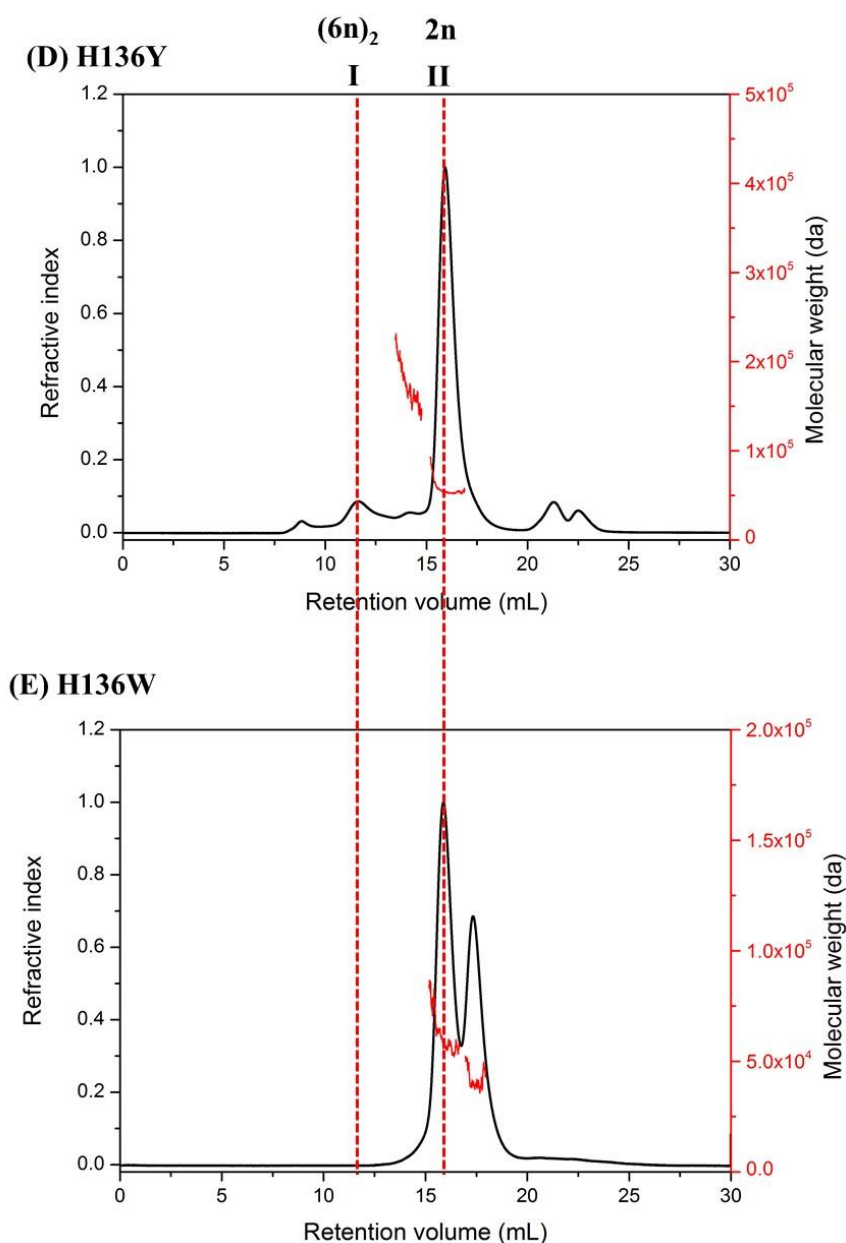 (6n)₂ 2n
(D) H136Y
I II
1.2
1.0
0.8
0.6
0.4
0.2
0.0
Refractive index
5x10⁵
4x10⁵
3x10⁵
2x10⁵
1x10⁵
0
Molecular weight (da)
0 5 10 15 20 25 30
Retention volume (mL)
(E) H136W
1.2
1.0
0.8
0.6
0.4
0.2
0.0
Refractive index
2.0x10⁵
1.5x10⁵
1.0x10⁵
5.0x10⁴
0.0
Molecular weight (da)
0 5 10 15 20 25 30
Retention volume (mL)